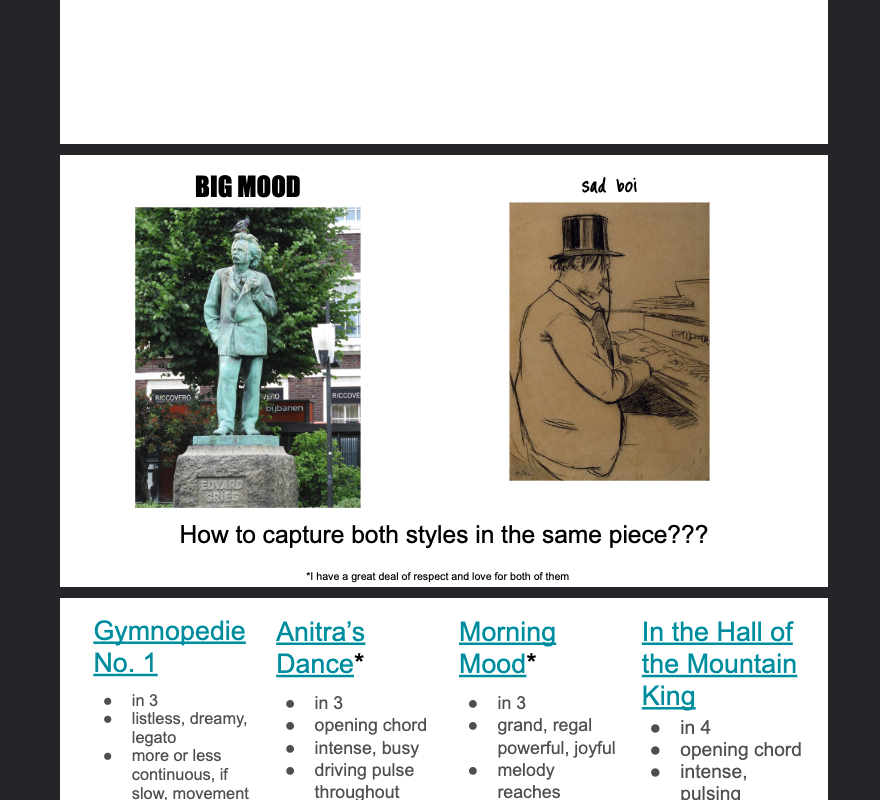 BIG MOOD
sad boi
RICCOVERO
VERO
RICCOVE
bijbanen
EDVARD
GRIEG
How to capture both styles in the same piece???
*I have a great deal of respect and love for both of them
Gymnopedie
No. 1
● in 3
● listless, dreamy,
legato
● more or less
continuous, if
slow, movement
Anitra’s
Dance*
● in 3
● opening chord
● intense, busy
● driving pulse
throughout
Morning
Mood*
● in 3
● grand, regal
powerful, joyful
● melody
reaches
In the Hall of
the Mountain
King
● in 4
● opening chord
● intense,
pulsing